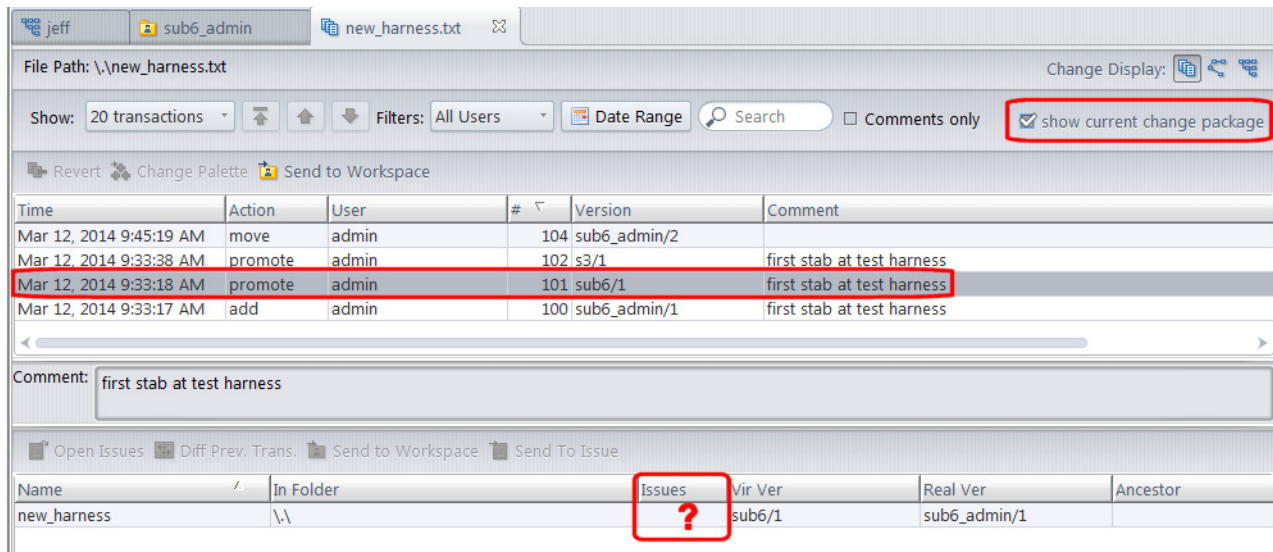 jeff sub6_admin new_harness.txt
File Path: \.\new_harness.txt Change Display:
Show: 20 transactions Filters: All Users Date Range Search Comments only show current change package
Revert Change Palette Send to Workspace
Time Action User # Version Comment
Mar 12, 2014 9:45:19 AM move admin 104 sub6_admin/2
Mar 12, 2014 9:33:38 AM promote admin 102 s3/1 first stab at test harness
Mar 12, 2014 9:33:18 AM promote admin 101 sub6/1 first stab at test harness
Mar 12, 2014 9:33:17 AM add admin 100 sub6_admin/1 first stab at test harness
Comment: first stab at test harness
Open Issues Diff Prev. Trans. Send to Workspace Send To Issue
Name In Folder Issues Vir Ver Real Ver Ancestor
new_harness \.\ ? sub6/1 sub6_admin/1